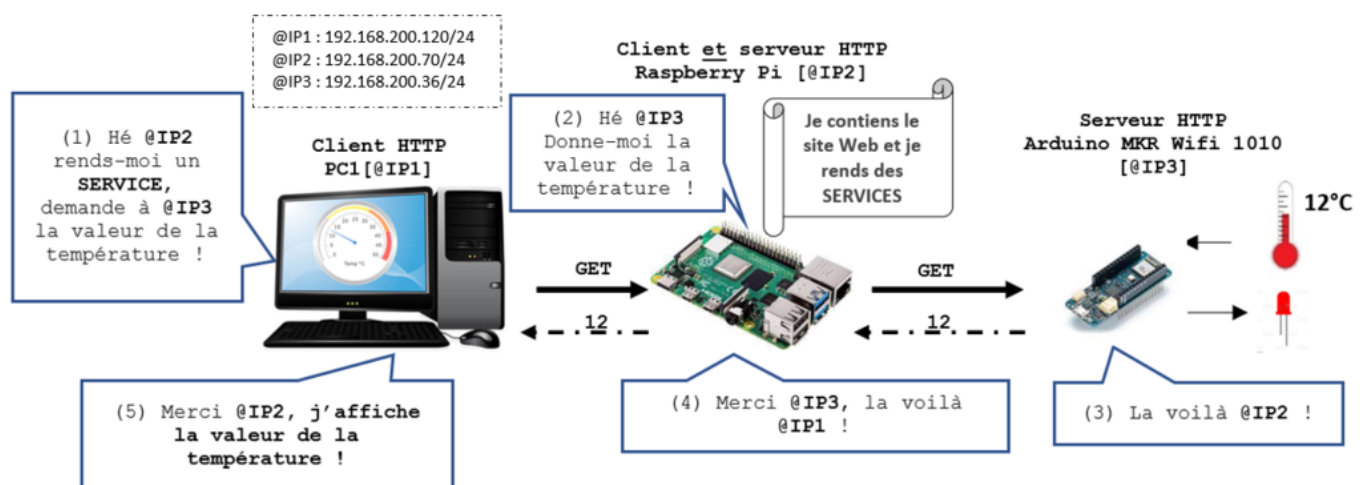 @IP1 : 192.168.200.120/24
@IP2 : 192.168.200.70/24
@IP3 : 192.168.200.36/24
Client et serveur HTTP
Raspberry Pi [@IP2]
(1) Hé @IP2
rends-moi un
SERVICE,
demande à @IP3
la valeur de la
température !
Client HTTP
PC1[@IP1]
(2) Hé @IP3
Donne-moi la
valeur de la
température !
Je contiens le
site Web et je
rends des
SERVICES
Serveur HTTP
Arduino MKR Wifi 1010
[@IP3]
12°C
Temp °C
GET
12
GET
12
(5) Merci @IP2, j'affiche
la valeur de la
température !
(4) Merci @IP3, la voilà
@IP1 !
(3) La voilà @IP2 !